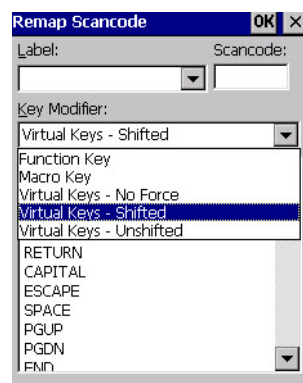 Remap Scancode OK ×
Label: Scancode:
Key Modifier:
Virtual Keys - Shifted
Function Key
Macro Key
Virtual Keys - No Force
Virtual Keys - Shifted
Virtual Keys - Unshifted
RETURN
CAPITAL
ESCAPE
SPACE
PGUP
PGDN
END